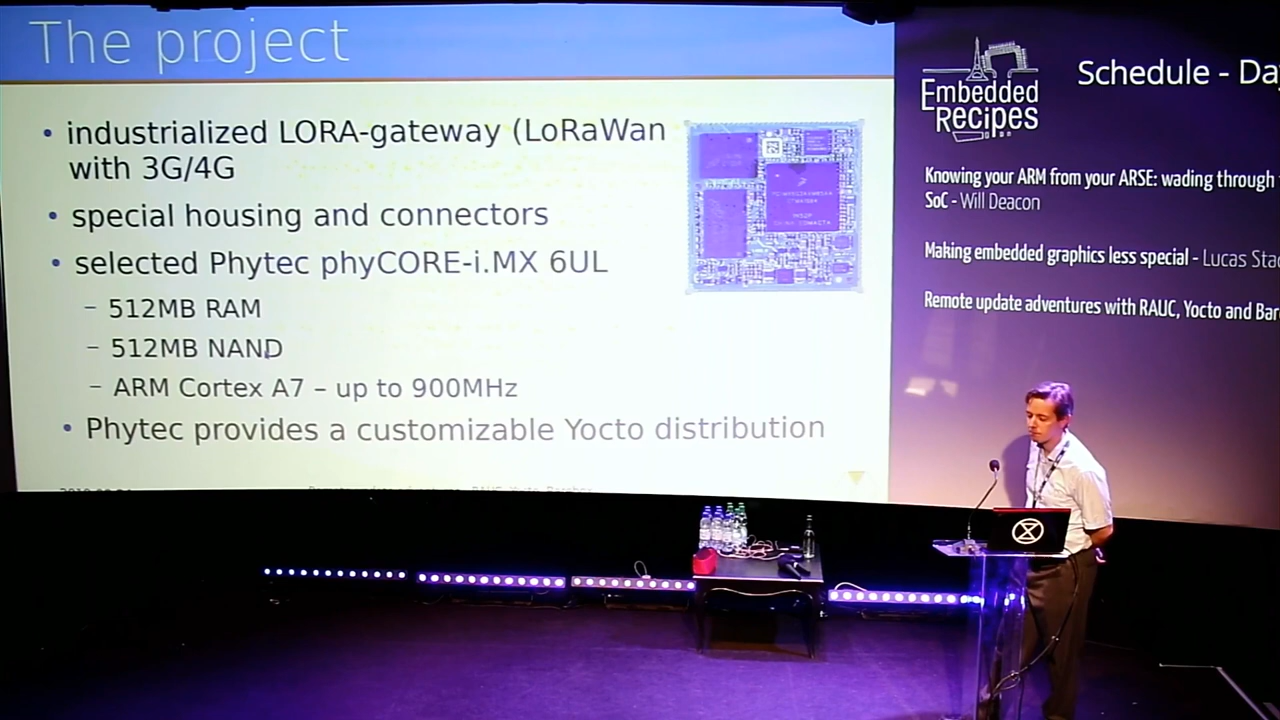 The project
• industrialized LORA-gateway (LoRaWan
with 3G/4G
• special housing and connectors
• selected Phytec phyCORE-i.MX 6UL
– 512MB RAM
– 512MB NAND
– ARM Cortex A7 – up to 900MHz
• Phytec provides a customizable Yocto distribution
Embedded
Recipes
Schedule - Day
Knowing your ARM from your ARSE: wading through
SoC - Will Deacon
Making embedded graphics less special - Lucas Stac
Remote update adventures with RAUC, Yocto and Bare